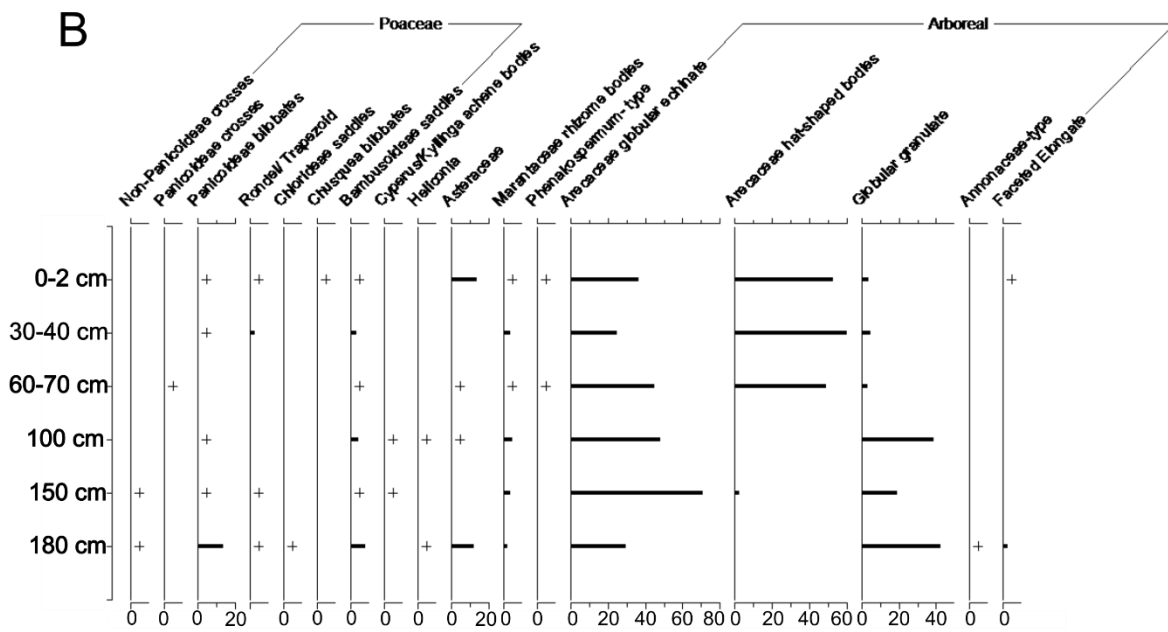 B
Poaceae
Arboreal
Non-Panicoideae crosses
Panicoideae crosses
Panicoideae bilobates
Rondel/ Trapezoid
Chlorideae saddles
Chusquea bilobates
Bambusoideae saddles
Cyperus/Kyllinga achene bodies
Heliconia
Asteraceae
Marantaceae rhizome bodies
Phenakospermum- type
Arecaceae globular echinate
Arecaceae hat-shaped bodies
Globular granulate
Annonaceae-type
Faceted Elongate
0-2 cm
30-40 cm
60-70 cm
100 cm
150 cm
180 cm
0 0 0 20 0 0 0 0 0 0 0 20 0 0 0 20 40 60 80 0 20 40 60 0 20 40 0 0